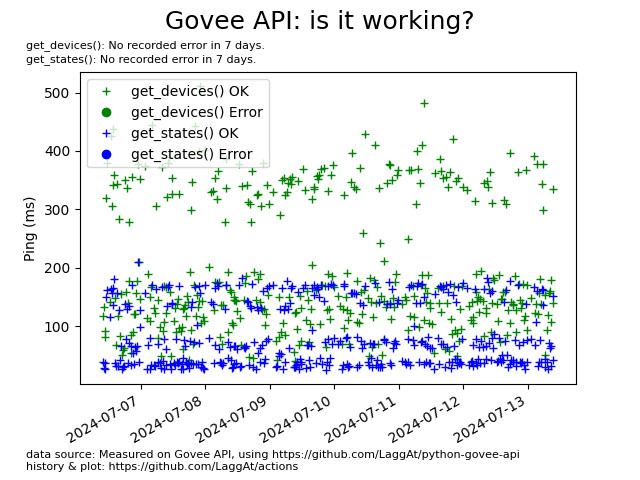 Govee API: is it working?
get_devices(): No recorded error in 7 days.
get_states(): No recorded error in 7 days.
get_devices() OK
get_devices() Error
get_states() OK
get_states() Error
Ping (ms)
500
400
300
200
100
2024-07-07
2024-07-08
2024-07-09
2024-07-10
2024-07-11
2024-07-12
2024-07-13
data source: Measured on Govee API, using https://github.com/LaggAt/python-govee-api
history & plot: https://github.com/LaggAt/actions